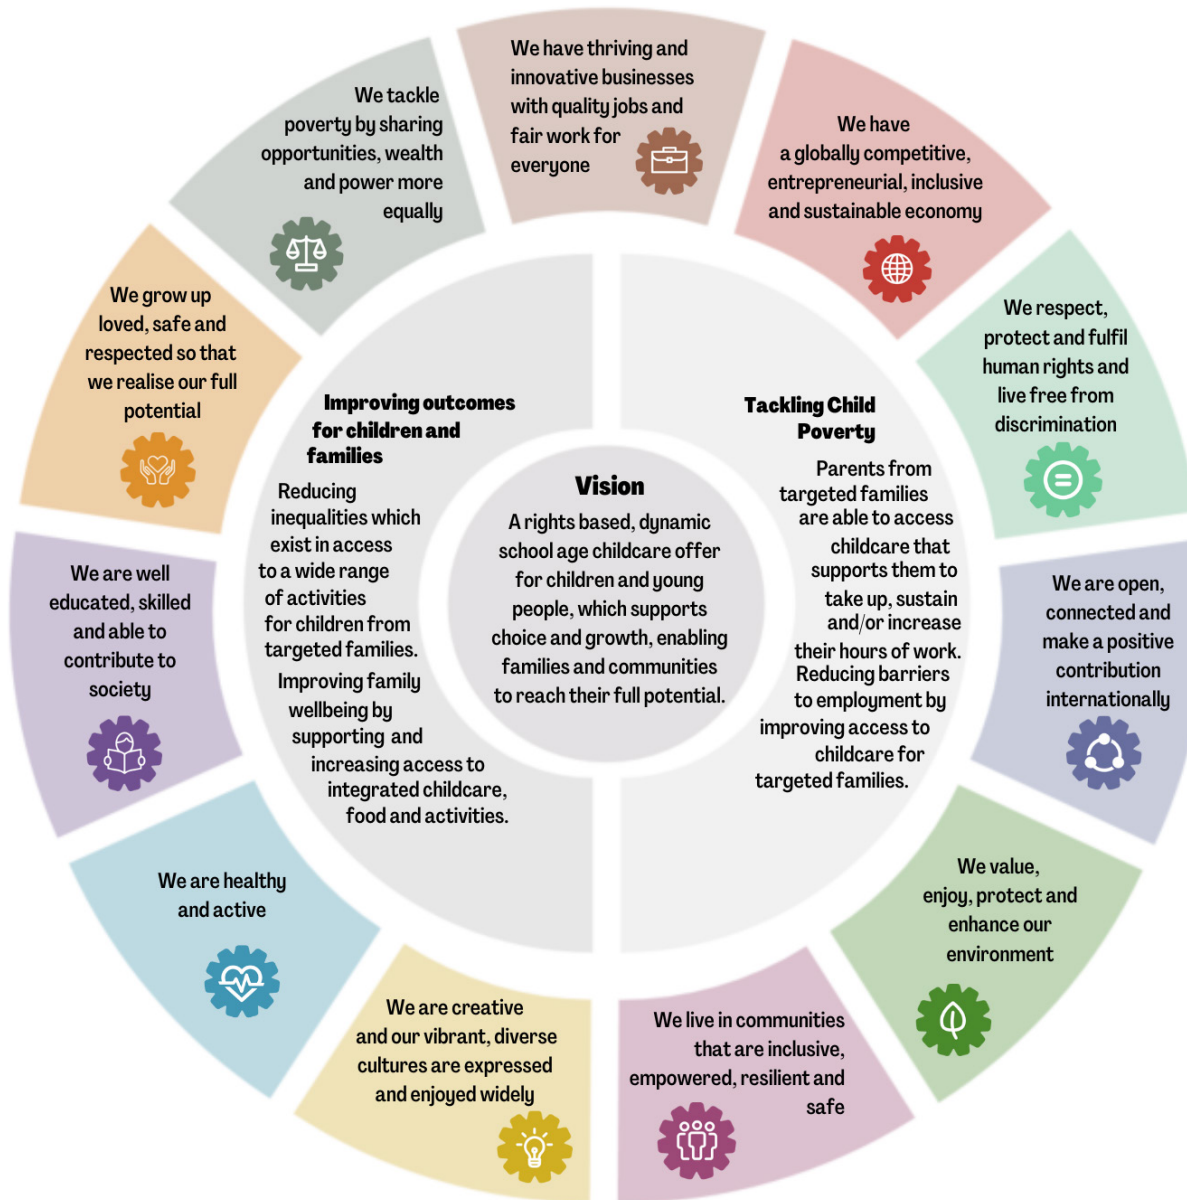 We have thriving and
innovative businesses
with quality jobs and
fair work for
everyone
We have
a globally competitive,
entrepreneurial, inclusive
and sustainable economy
We respect,
protect and fulfil
human rights and
live free from
discrimination
We are open,
connected and
make a positive
contribution
internationally
We value,
enjoy, protect and
enhance our
environment
We live in communities
that are inclusive,
empowered, resilient and
safe
We are creative
and our vibrant, diverse
cultures are expressed
and enjoyed widely
We are healthy
and active
We are well
educated, skilled
and able to
contribute to
society
We grow up
loved, safe and
respected so that
we realise our full
potential
We tackle
poverty by sharing
opportunities, wealth
and power more
equally
Improving outcomes
for children and
families
Reducing
inequalities which
exist in access
to a wide range
of activities
for children from
targeted families.
Improving family
wellbeing by
supporting and
increasing access to
integrated childcare,
food and activities.
Vision
A rights based, dynamic
school age childcare offer
for children and young
people, which supports
choice and growth, enabling
families and communities
to reach their full potential.
Tackling Child
Poverty
Parents from
targeted families
are able to access
childcare that
supports them to
take up, sustain
and/or increase
their hours of work.
Reducing barriers
to employment by
improving access to
childcare for
targeted families.